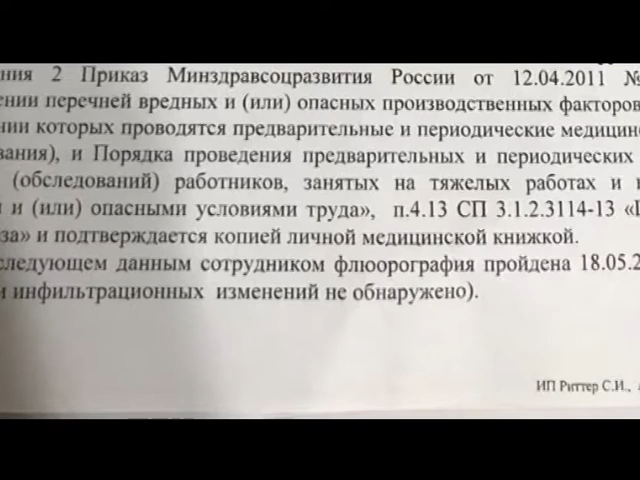 ния 2 Приказ Минздравсоцразвития России от 12.04.2011 №
ении перечней вредных и (или) опасных производственных факторов
нии которых проводятся предварительные и периодические медицинс
вания), и Порядка проведения предварительных и периодических
(обследований) работников, занятых на тяжелых работах и
и и (или) опасными условиями труда», п.4.13 СП 3.1.2.3114-13
за» и подтверждается копией личной медицинской книжкой.
следующем данным сотрудником флюорография пройдена 18.05.2
и инфильтрационных изменений не обнаружено).
ИП Риттер С.И.,